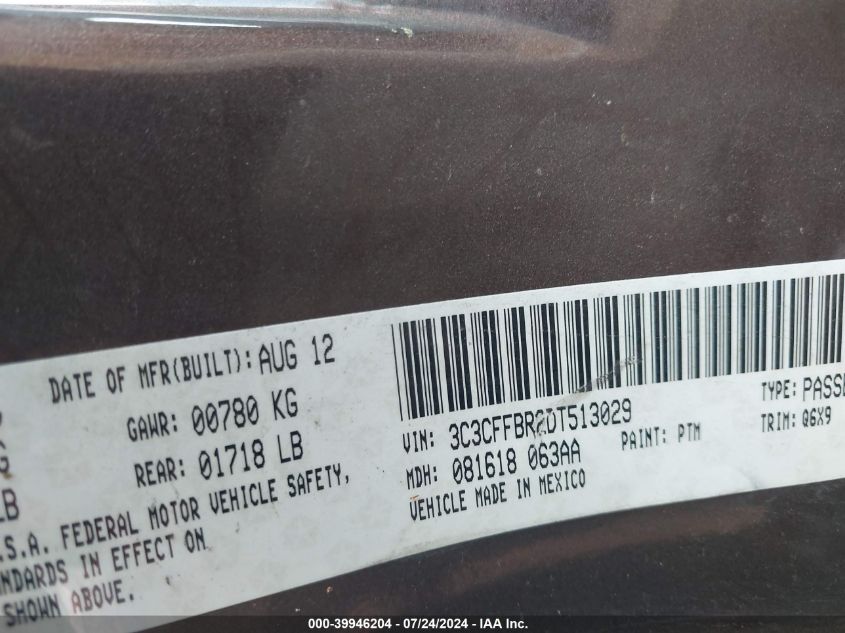 DATE OF MFR(BUILT): AUG 12
GAWR: 00780 KG
REAR: 01718 LB
LB
.S.A. FEDERAL MOTOR VEHICLE SAFETY,
NDARDS IN EFFECT ON
SHOWN ABOVE.
VIN: 3C3CFFBR2DT513029
TYPE: PASSE
MDH: 081618 063AA
PAINT: PTM
TRIM: Q6X9
VEHICLE MADE IN MEXICO
000-39946204 - 07/24/2024 - IAA Inc.